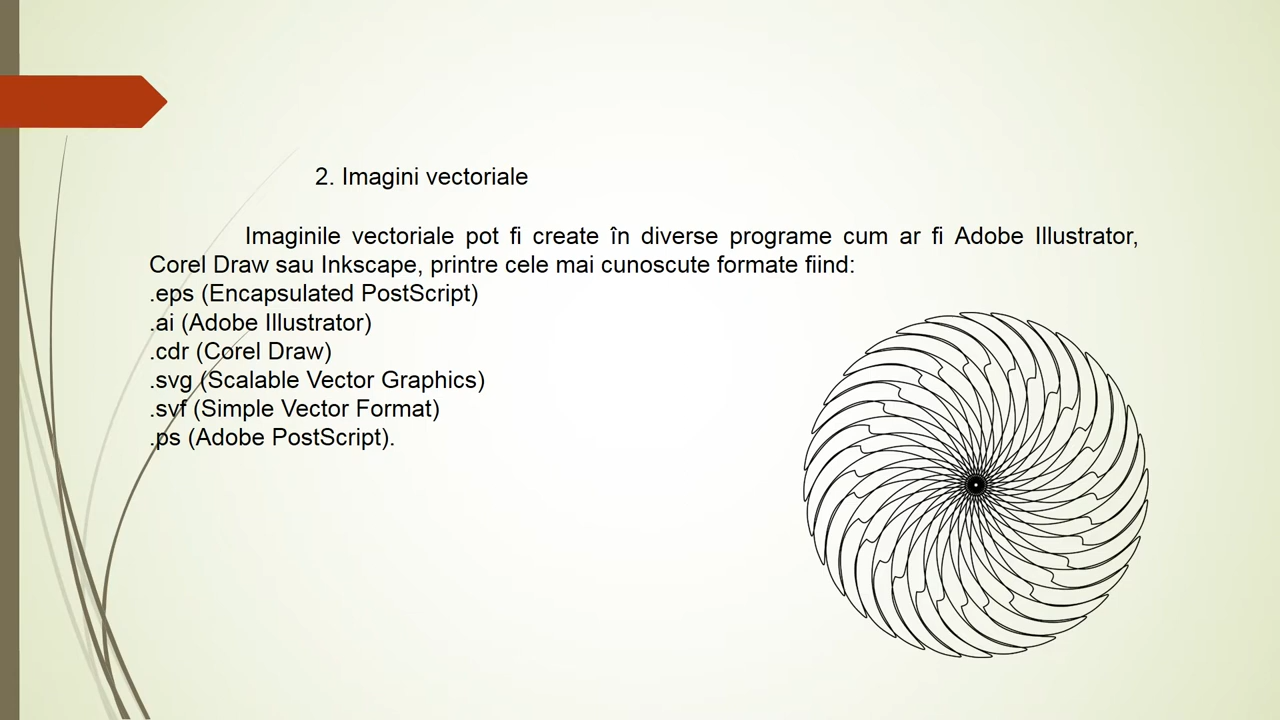 2. Imagini vectoriale
Imaginile vectoriale pot fi create în diverse programe cum ar fi Adobe Illustrator,
Corel Draw sau Inkscape, printre cele mai cunoscute formate fiind:
.eps (Encapsulated PostScript)
.ai (Adobe Illustrator)
.cdr (Corel Draw)
.svg (Scalable Vector Graphics)
.svf (Simple Vector Format)
.ps (Adobe PostScript).